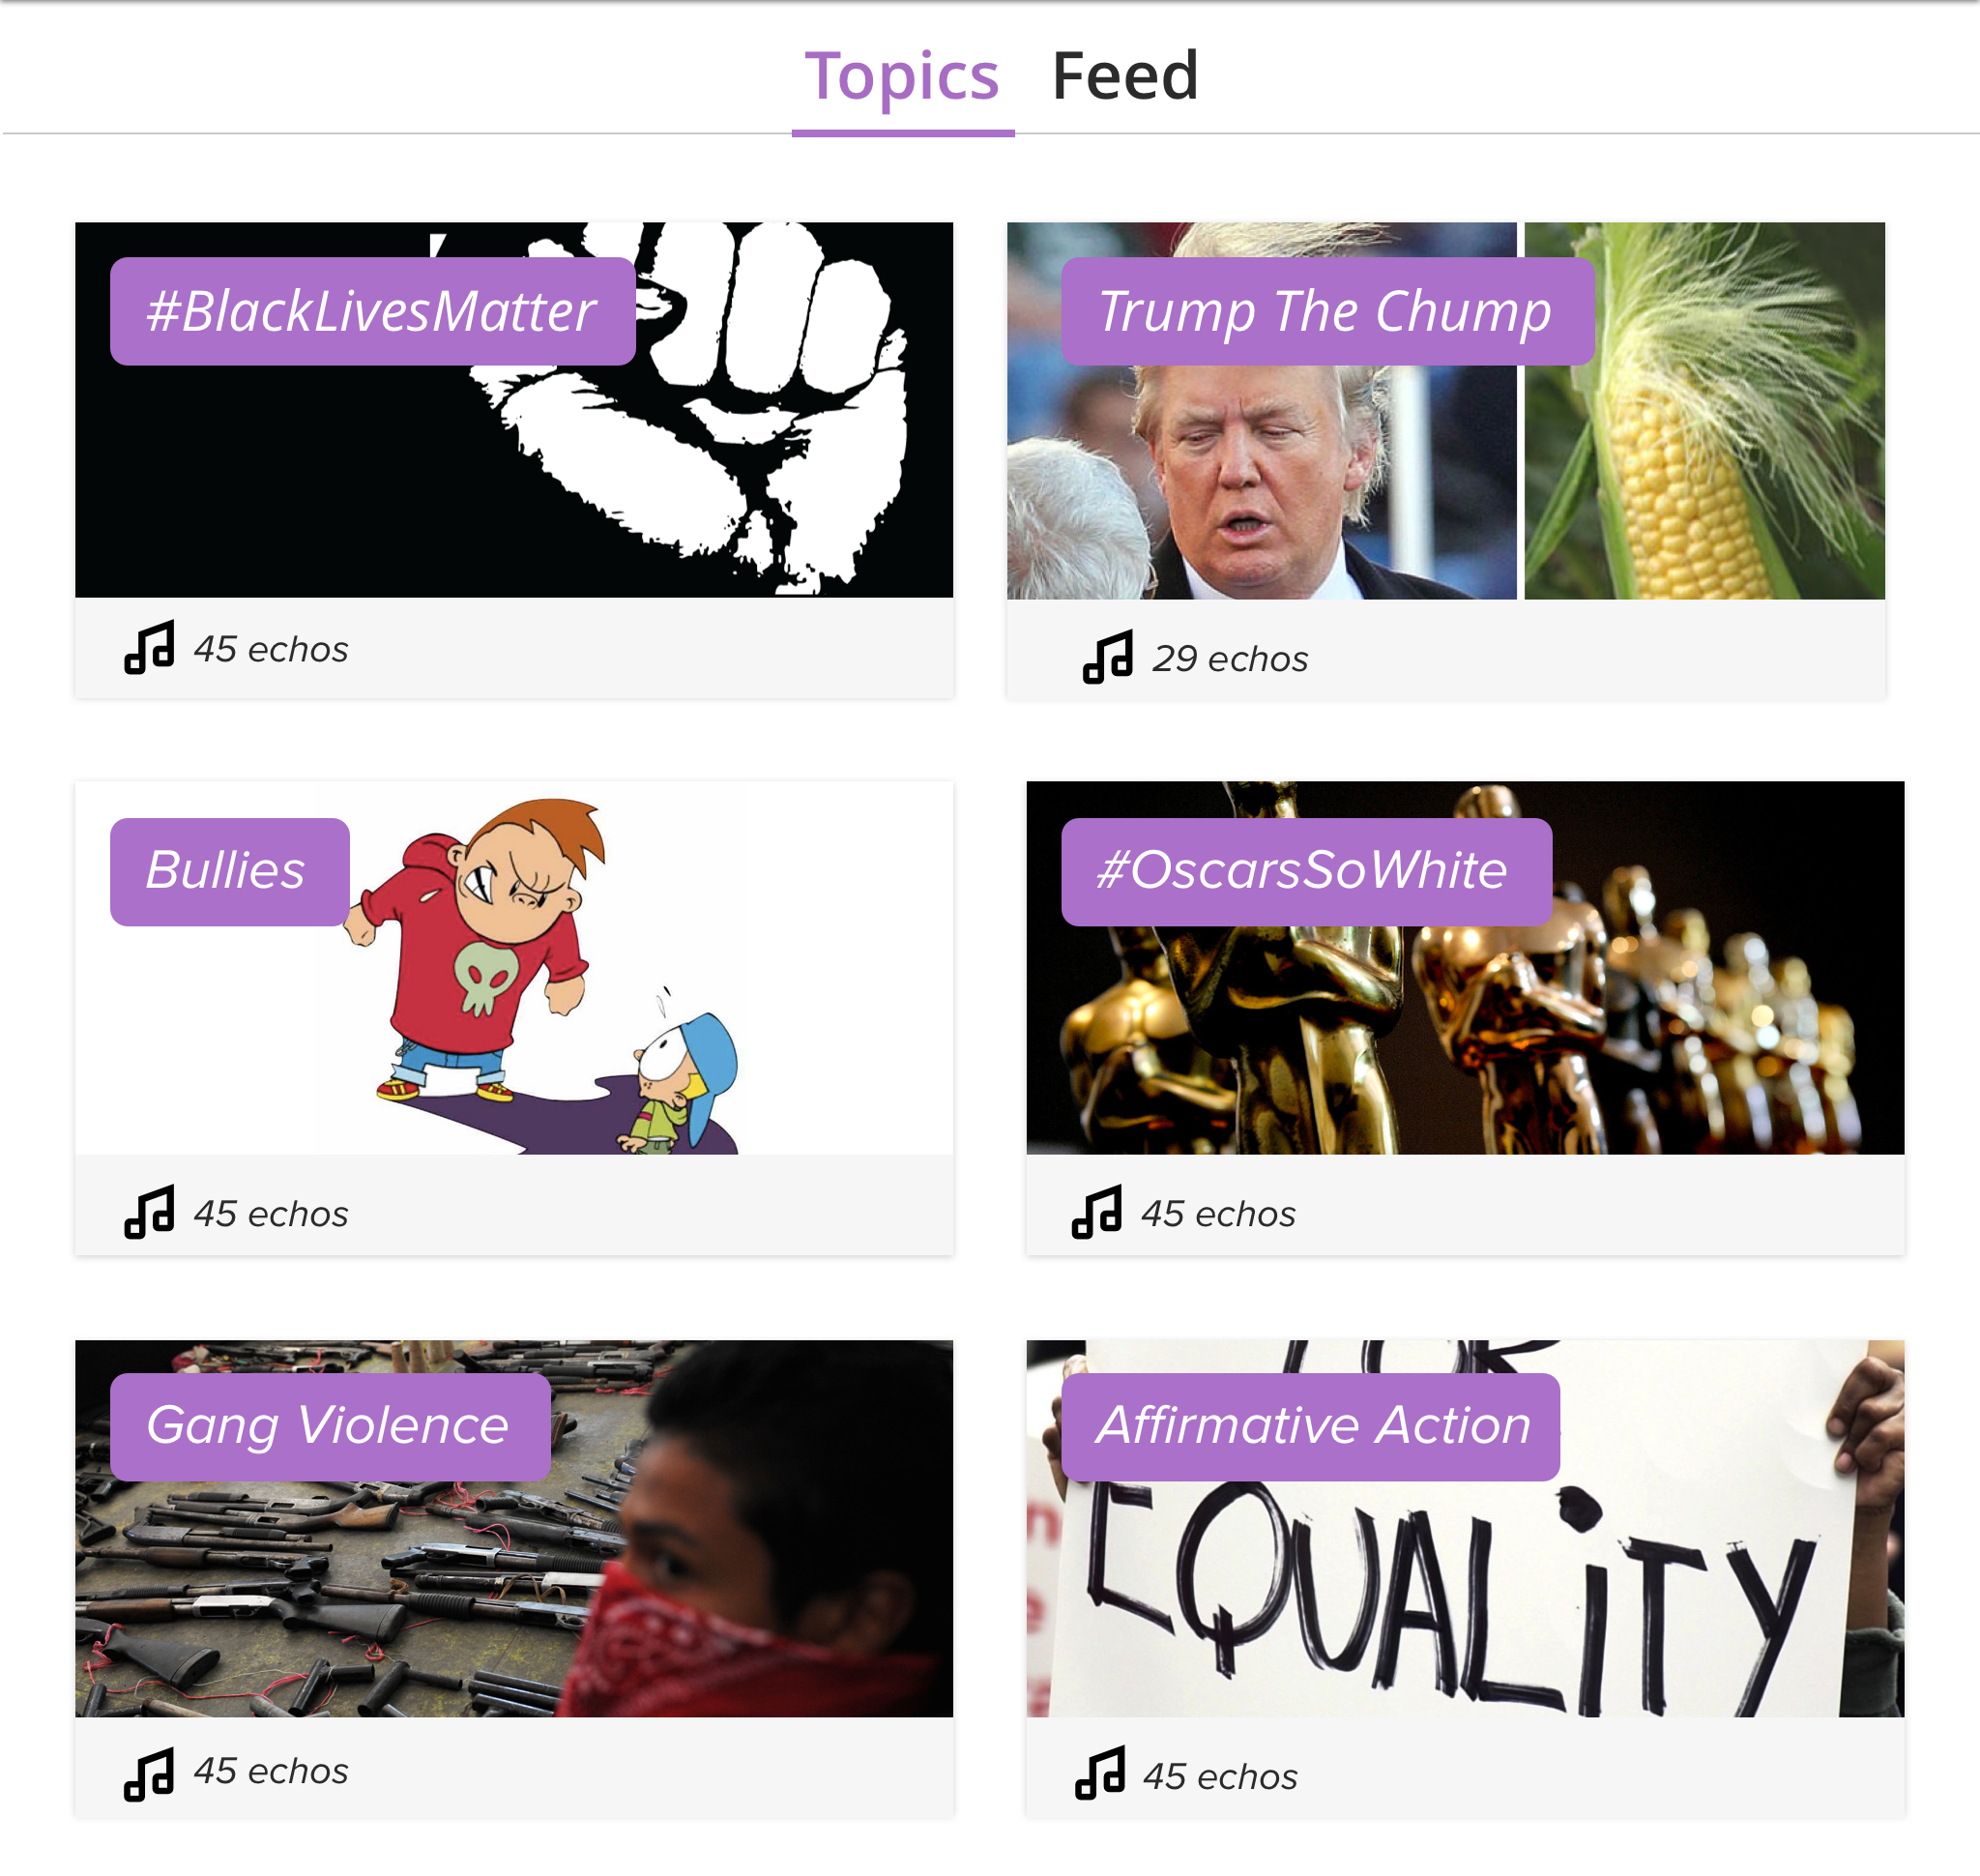 Topics Feed
#BlackLivesMatter
Trump The Chump
45 echos
29 echos
Bullies
#OscarsSoWhite
45 echos
45 echos
Gang Violence
Affirmative Action
EQUALiTY
45 echos
45 echos